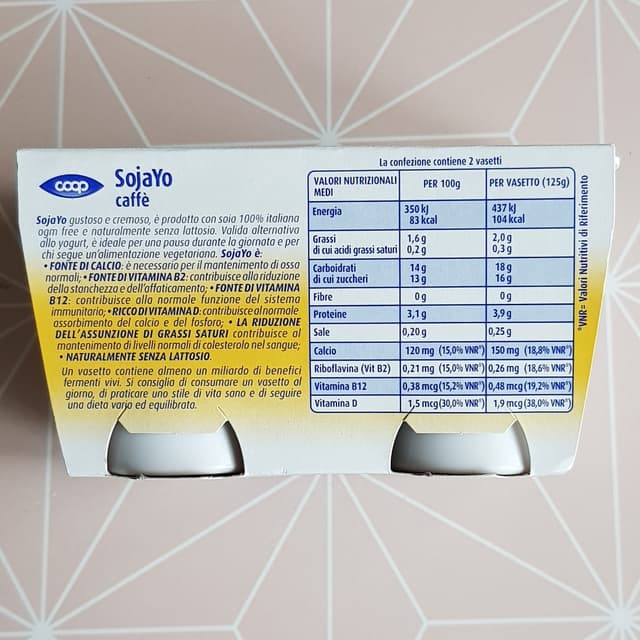 La confezione contiene 2 vasetti
coop
SojaYo
caffè
SojaYo gustoso e cremoso, è prodotto con soia 100% italiana
ogm free e naturalmente senza lattosio. Valida alternativa
allo yogurt, è ideale per una pausa durante la giornata e per
chi segue un'alimentazione vegetariana. SojaYo è:
• FONTE DI CALCIO: è necessario per il mantenimento di ossa
normali; • FONTE DI VITAMINA B2: contribuisce alla riduzione
della stanchezza e dell'affaticamento; • FONTE DI VITAMINA
B12: contribuisce alla normale funzione del sistema
immunitario; • RICCO DI VITAMINA D: contribuisce al normale
assorbimento del calcio e del fosforo; • LA RIDUZIONE
DELL'ASSUNZIONE DI GRASSI SATURI contribuisce al
mantenimento di livelli normali di colesterolo nel sangue;
• NATURALMENTE SENZA LATTOSIO.
Un vasetto contiene almeno un miliardo di benefici
fermenti vivi. Si consiglia di consumare un vasetto al
giorno, di praticare uno stile di vita sano e di seguire
una dieta varia ed equilibrata.
VALORI NUTRIZIONALI MEDI PER 100g PER VASETTO (125g)
Energia 350 kJ 437 kJ
83 kcal 104 kcal
Grassi 1,6 g 2,0 g
di cui acidi grassi saturi 0,2 g 0,3 g
Carboidrati 14 g 18 g
di cui zuccheri 13 g 16 g
Fibre 0 g 0 g
Proteine 3,1 g 3,9 g
Sale 0,20 g 0,25 g
Calcio 120 mg (15,0% VNR*) 150 mg (18,8% VNR*)
Riboflavina (Vit B2) 0,21 mg (15,0% VNR*) 0,26 mg (18,6% VNR*)
Vitamina B12 0,38 mcg (15,2% VNR*) 0,48 mcg (19,2% VNR*)
Vitamina D 1,5 mcg (30,0% VNR*) 1,9 mcg (38,0% VNR*)
*VNR= Valori Nutritivi di Riferimento